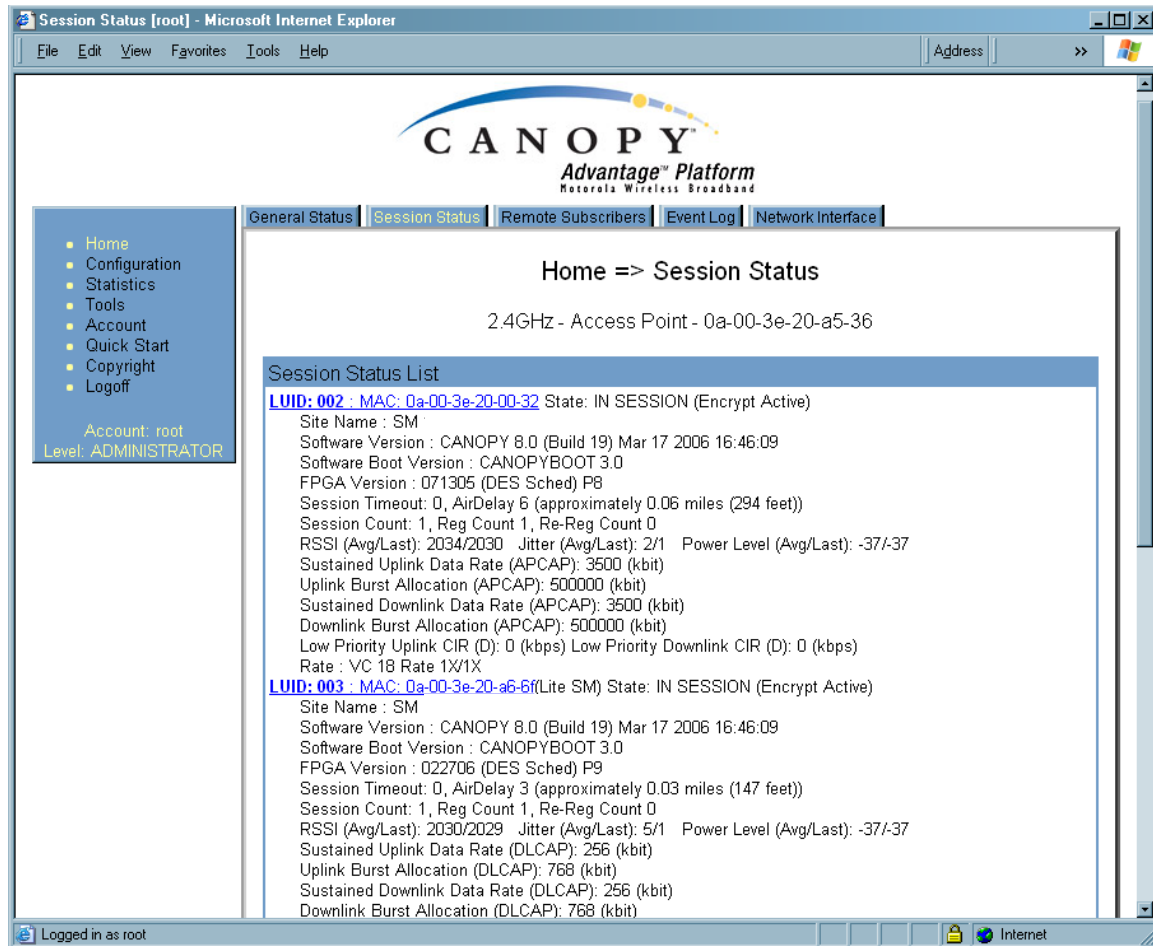 Session Status [root] - Microsoft Internet Explorer
File Edit View Favorites Tools Help Address »
CANOPY™
Advantage™ Platform
Motorola Wireless Broadband
General Status Session Status Remote Subscribers Event Log Network Interface
Home
Configuration
Statistics
Tools
Account
Quick Start
Copyright
Logoff
Account: root
Level: ADMINISTRATOR
Home => Session Status
2.4GHz - Access Point - 0a-00-3e-20-a5-36
Session Status List
LUID: 002 : MAC: 0a-00-3e-20-00-32 State: IN SESSION (Encrypt Active)
Site Name : SM
Software Version : CANOPY 8.0 (Build 19) Mar 17 2006 16:46:09
Software Boot Version : CANOPYBOOT 3.0
FPGA Version : 071305 (DES Sched) P8
Session Timeout: 0, AirDelay 6 (approximately 0.06 miles (294 feet))
Session Count: 1, Reg Count 1, Re-Reg Count 0
RSSI (Avg/Last): 2034/2030 Jitter (Avg/Last): 2/1 Power Level (Avg/Last): -37/-37
Sustained Uplink Data Rate (APCAP): 3500 (kbit)
Uplink Burst Allocation (APCAP): 500000 (kbit)
Sustained Downlink Data Rate (APCAP): 3500 (kbit)
Downlink Burst Allocation (APCAP): 500000 (kbit)
Low Priority Uplink CIR (D): 0 (kbps) Low Priority Downlink CIR (D): 0 (kbps)
Rate : VC 18 Rate 1X/1X
LUID: 003 : MAC: 0a-00-3e-20-a6-6f(Lite SM) State: IN SESSION (Encrypt Active)
Site Name : SM
Software Version : CANOPY 8.0 (Build 19) Mar 17 2006 16:46:09
Software Boot Version : CANOPYBOOT 3.0
FPGA Version : 022706 (DES Sched) P9
Session Timeout: 0, AirDelay 3 (approximately 0.03 miles (147 feet))
Session Count: 1, Reg Count 1, Re-Reg Count 0
RSSI (Avg/Last): 2030/2029 Jitter (Avg/Last): 5/1 Power Level (Avg/Last): -37/-37
Sustained Uplink Data Rate (DLCAP): 256 (kbit)
Uplink Burst Allocation (DLCAP): 768 (kbit)
Sustained Downlink Data Rate (DLCAP): 256 (kbit)
Downlink Burst Allocation (DLCAP): 768 (kbit)
Logged in as root Internet